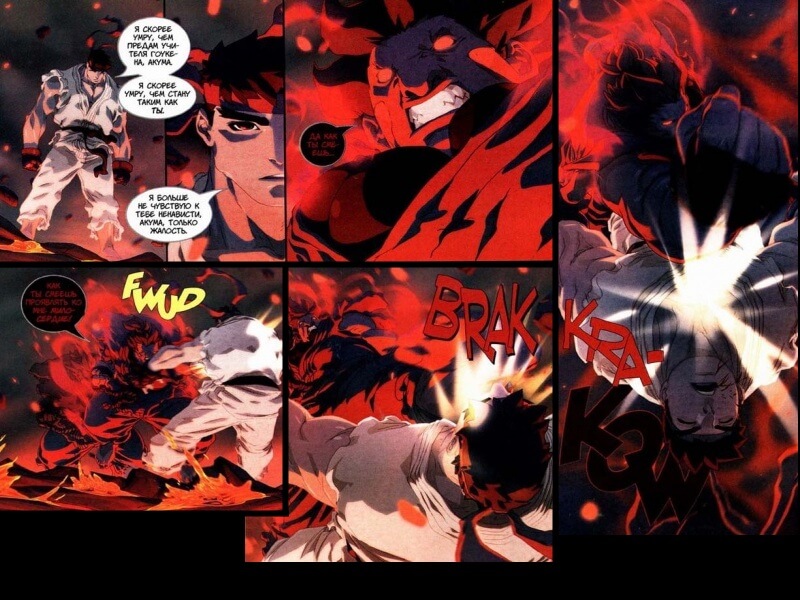 Я СКОРЕЕ
УМРУ, ЧЕМ
ПРЕДАМ УЧИ-
ТЕЛЯ ГОУКЕ-
НА, АКУМА.
Я СКОРЕЕ
УМРУ, ЧЕМ СТАНУ
ТАКИМ КАК
ТЫ.
Я БОЛЬШЕ
НЕ ЧУВСТВУЮ К
ТЕБЕ НЕНАВИСТИ,
АКУМА, ТОЛЬКО
ЖАЛОСТЬ.
ДА КАК
ТЫ СМЕ-
ЕШЬ...
КАК
ТЫ СМЕЕШЬ
ПРОЯВЛЯТЬ КО
МНЕ МИЛО-
СЕРДИЕ!
FWUD
BRAK
KRA-
KOW